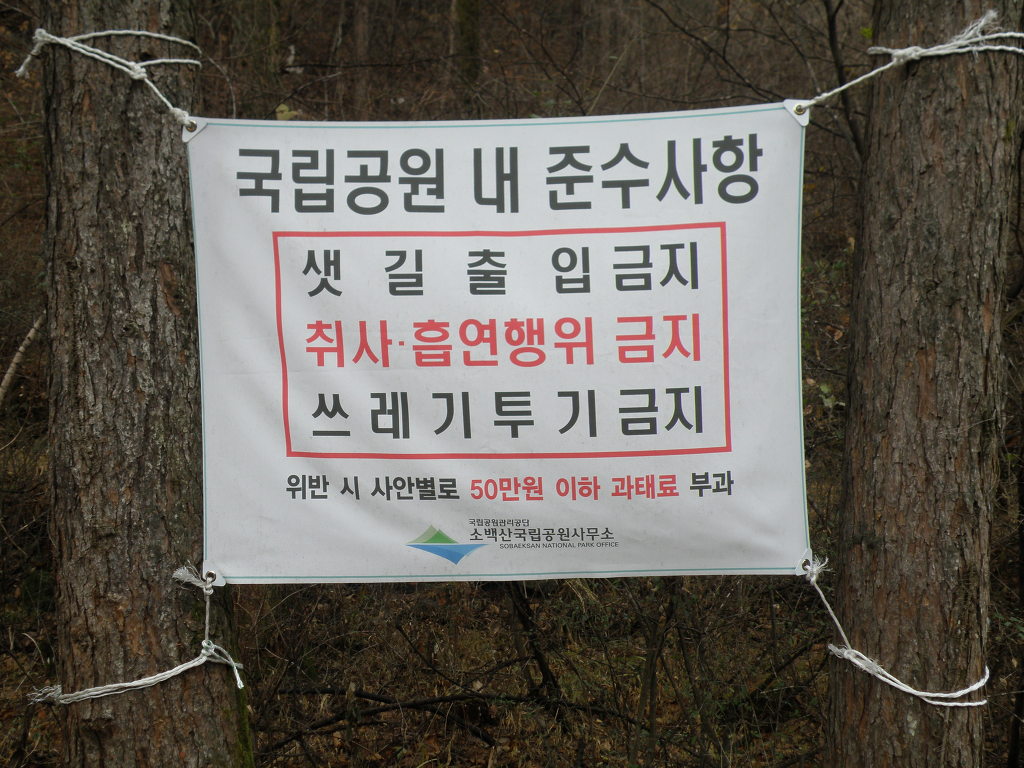 국립공원 내 준수사항
샛길출입금지
취사·흡연행위 금지
쓰레기투기금지
위반 시 사안별로 50만원 이하 과태료 부과
국립공원관리공단
소백산국립공원사무소
SOBAEKSAN NATIONAL PARK OFFICE